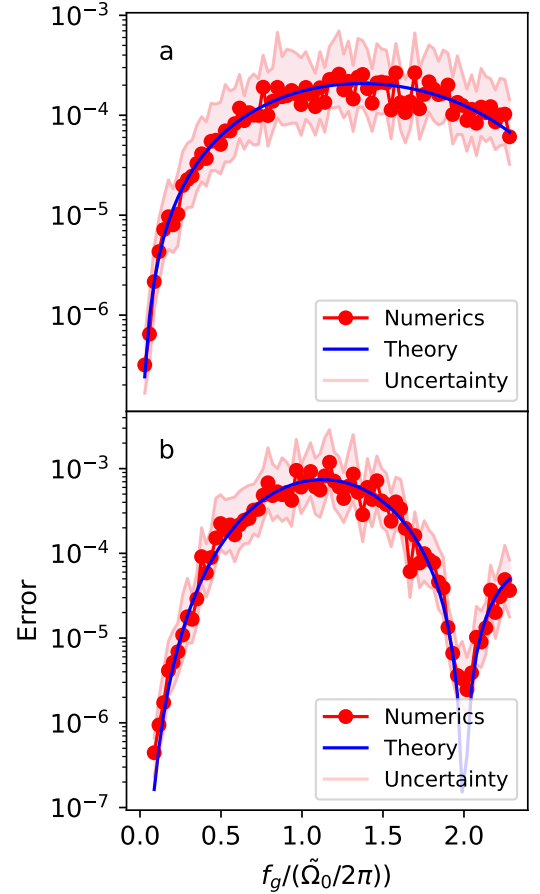 10⁻³
a
10⁻⁴
10⁻⁵
10⁻⁶
Numerics
Theory
Uncertainty
b
10⁻³
10⁻⁴
10⁻⁵
10⁻⁶
10⁻⁷
Error
Numerics
Theory
Uncertainty
0.0 0.5 1.0 1.5 2.0
f_g/(Ω̃₀/2π))